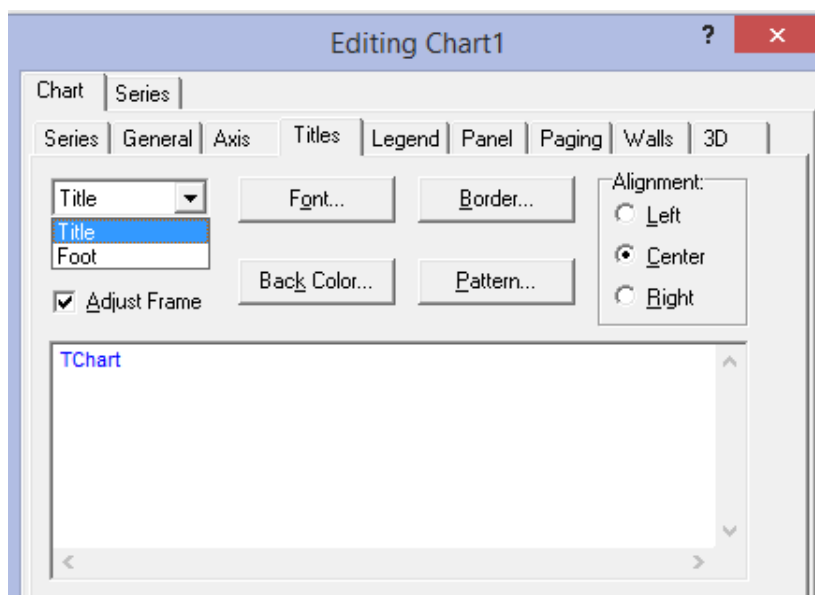 Editing Chart1 ? ×
Chart Series
Series General Axis Titles Legend Panel Paging Walls 3D
Title Font... Border... Alignment:
Left
Title
Foot
Center
Back Color... Pattern...
Adjust Frame
Right
TChart